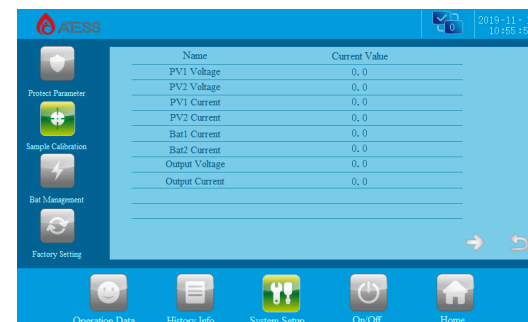 ATESS
0
2019-11-
10:55:5
Name Current Value
PV1 Voltage 0.0
PV2 Voltage 0.0
PV1 Current 0.0
PV2 Current 0.0
Bat1 Current 0.0
Bat2 Current 0.0
Output Voltage 0.0
Output Current 0.0
Protect Parameter
Sample Calibration
Bat Management
Factory Setting
Operation Data
History Info
System Setup
On/Off
Home